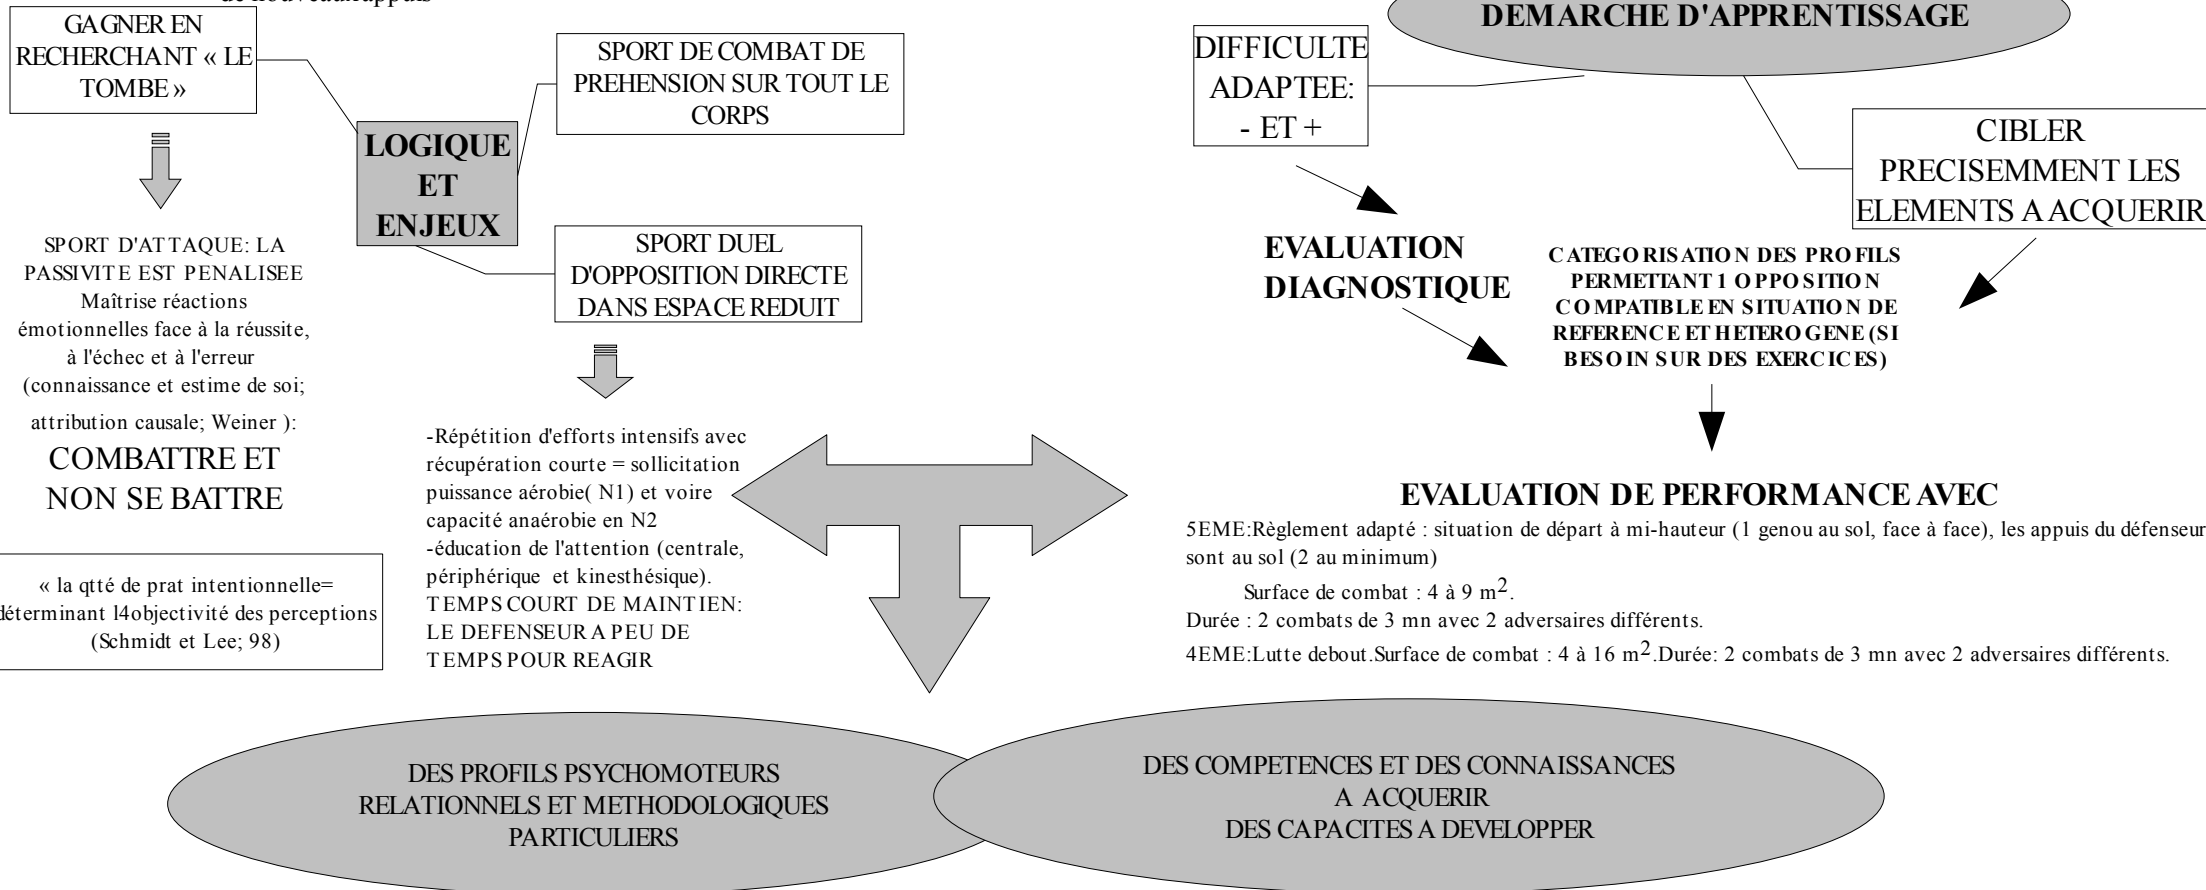 de nouveaux appuis
GAGNER EN
RECHERCHANT « LE
TOMBE »
SPORT DE COMBAT DE
PREHENSION SUR TOUT LE
CORPS
LOGIQUE
ET
ENJEUX
SPORT DUEL
D'OPPOSITION DIRECTE
DANS ESPACE REDUIT
SPORT D'ATTAQUE: LA
PASSIVITE EST PENALISEE
Maîtrise réactions
émotionnelles face à la réussite,
à l'échec et à l'erreur
(connaissance et estime de soi;
attribution causale; Weiner ):
COMBATTRE ET
NON SE BATTRE
« la qtté de prat intentionnelle=
déterminant l4objectivité des perceptions
(Schmidt et Lee; 98)
-Répétition d'efforts intensifs avec
récupération courte = sollicitation
puissance aérobie( N1) et voire
capacité anaérobie en N2
-éducation de l'attention (centrale,
périphérique et kinesthésique).
TEMPS COURT DE MAINTIEN:
LE DEFENSEUR A PEU DE
TEMPS POUR REAGIR
DEMARCHE D'APPRENTISSAGE
DIFFICULTE
ADAPTEE:
- ET +
CIBLER
PRECISEMMENT LES
ELEMENTS A ACQUERIR
EVALUATION
DIAGNOSTIQUE
CATEGORISATION DES PROFILS
PERMETTANT 1 OPPOSITION
COMPATIBLE EN SITUATION DE
REFERENCE ET HETEROGENE (SI
BESOIN SUR DES EXERCICES)
EVALUATION DE PERFORMANCE AVEC
5EME:Règlement adapté : situation de départ à mi-hauteur (1 genou au sol, face à face), les appuis du défenseur
sont au sol (2 au minimum)
Surface de combat : 4 à 9 m2.
Durée : 2 combats de 3 mn avec 2 adversaires différents.
4EME:Lutte debout.Surface de combat : 4 à 16 m2.Durée: 2 combats de 3 mn avec 2 adversaires différents.
DES PROFILS PSYCHOMOTEURS
RELATIONNELS ET METHODOLOGIQUES
PARTICULIERS
DES COMPETENCES ET DES CONNAISSANCES
A ACQUERIR
DES CAPACITES A DEVELOPPER